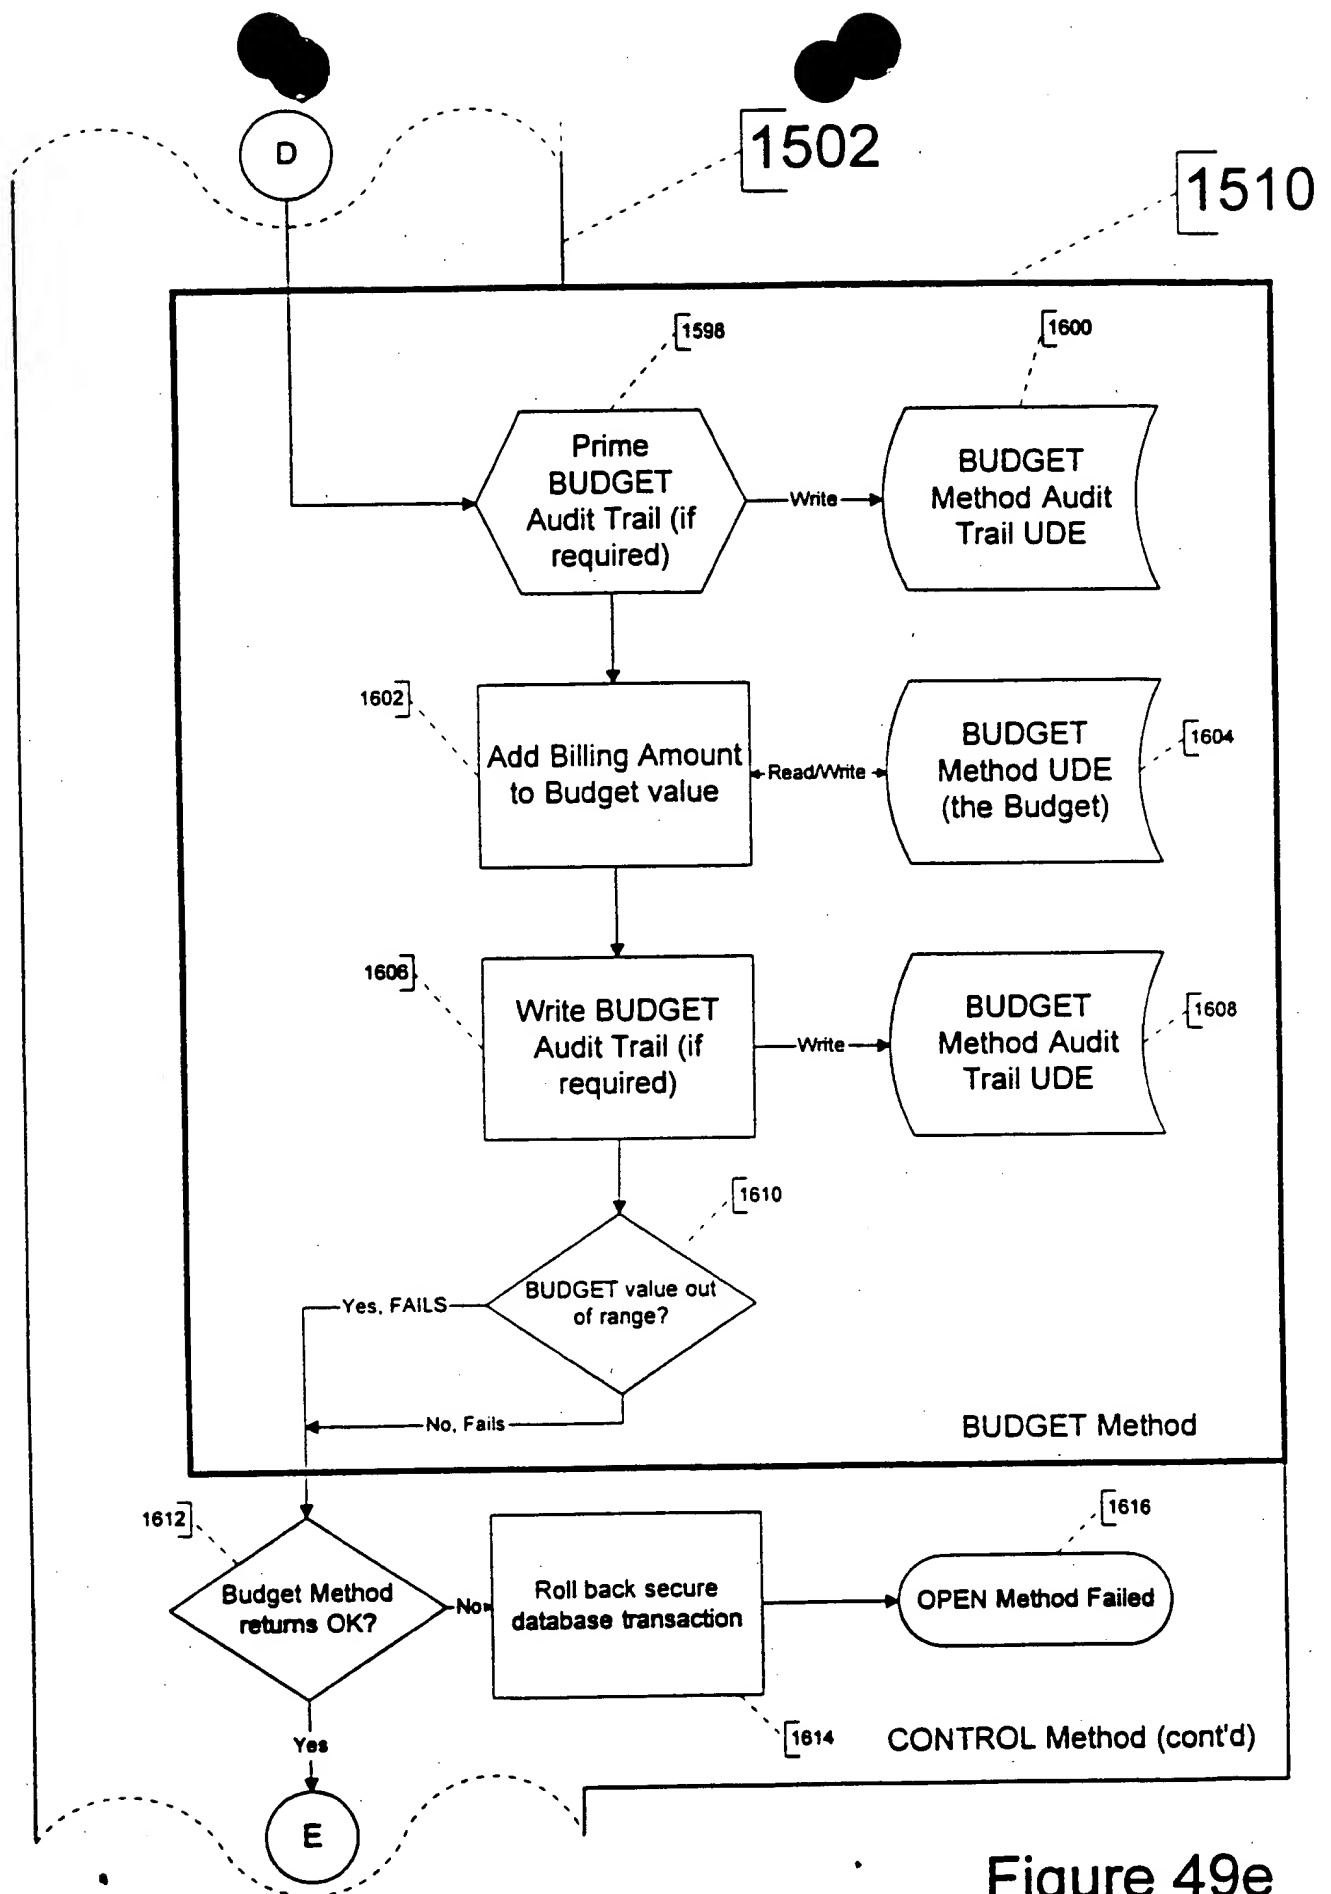 D
1502
1510
1598
1600
Prime
BUDGET
Audit Trail (if
required)
Write
BUDGET
Method Audit
Trail UDE
1602
Add Billing Amount
to Budget value
Read/Write
BUDGET
Method UDE
(the Budget)
1604
1606
Write BUDGET
Audit Trail (if
required)
Write
BUDGET
Method Audit
Trail UDE
1608
1610
BUDGET value out
of range?
Yes, FAILS
No, Fails
BUDGET Method
1612
Budget Method
returns OK?
No
Roll back secure
database transaction
1616
OPEN Method Failed
1614
CONTROL Method (cont'd)
Yes
E
Figure 49e